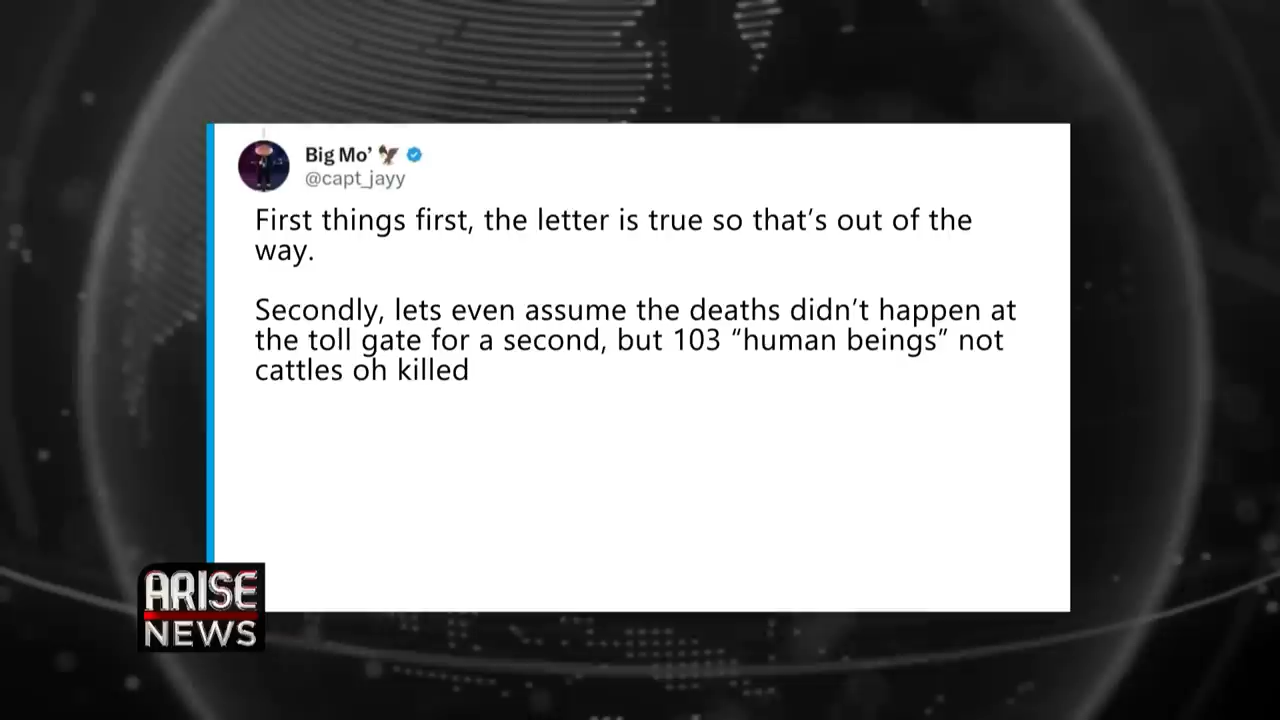 Big Mo’
@capt_jayy
First things first, the letter is true so that’s out of the
way.
Secondly, lets even assume the deaths didn’t happen at
the toll gate for a second, but 103 “human beings” not
cattles oh killed
ARISE
NEWS